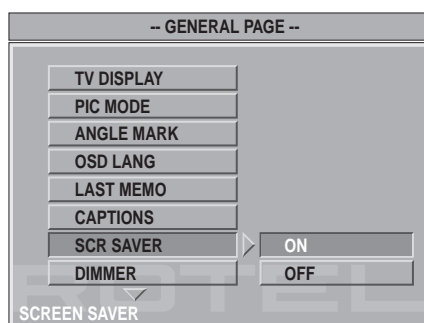 -- GENERAL PAGE --
TV DISPLAY
PIC MODE
ANGLE MARK
OSD LANG
LAST MEMO
CAPTIONS
SCR SAVER ON
DIMMER OFF
ROTEL
SCREEN SAVER